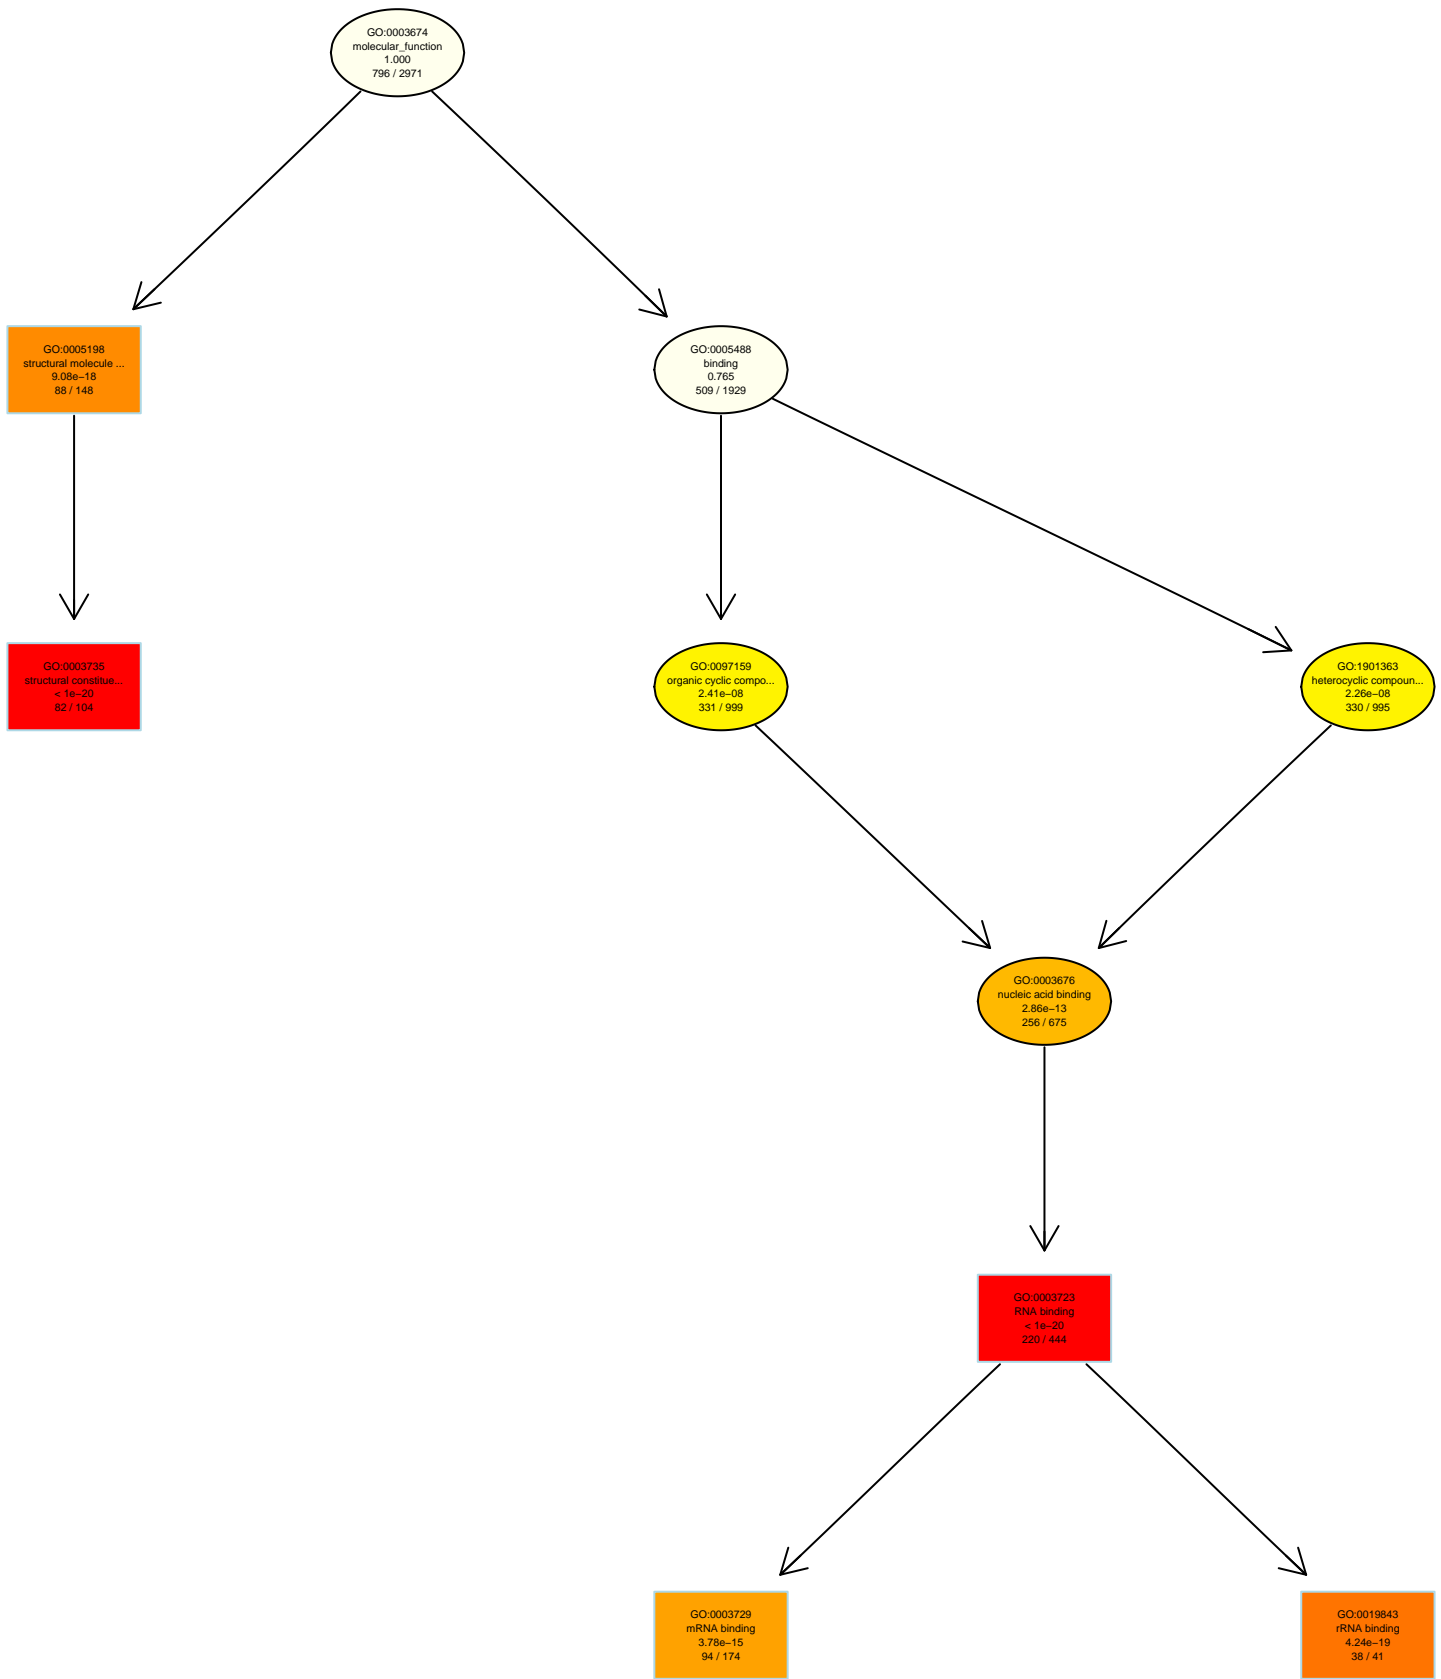 GO:0003674
molecular_function
1.000
796 / 2971
GO:0005198
structural molecule ...
9.08e−18
88 / 148
GO:0005488
binding
0.765
509 / 1929
GO:0003735
structural constitue...
< 1e−20
82 / 104
GO:0097159
organic cyclic compo...
2.41e−08
331 / 999
GO:1901363
heterocyclic compoun...
2.26e−08
330 / 995
GO:0003676
nucleic acid binding
2.86e−13
256 / 675
GO:0003723
RNA binding
< 1e−20
220 / 444
GO:0003729
mRNA binding
3.78e−15
94 / 174
GO:0019843
rRNA binding
4.24e−19
38 / 41